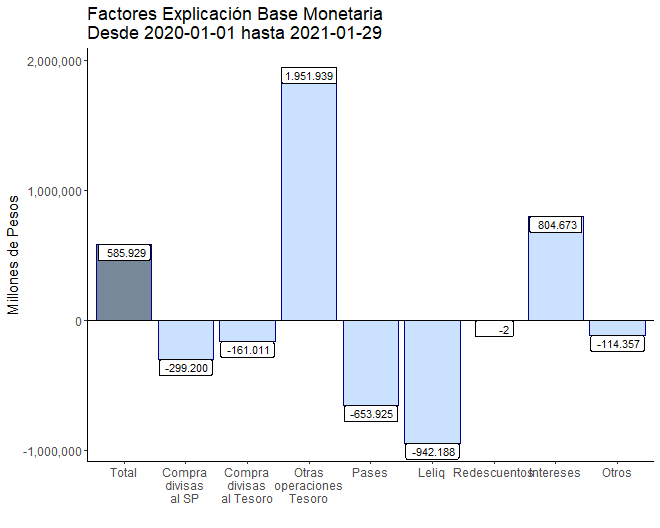 Factores Explicación Base Monetaria
Desde 2020-01-01 hasta 2021-01-29
Millones de Pesos
2,000,000
1,000,000
0
-1,000,000
585.929
-299.200
-161.011
1.951.939
-653.925
-942.188
-2
804.673
-114.357
Total
Compra
divisas
al SP
Compra
divisas
al Tesoro
Otras
operaciones
Tesoro
Pases
Leliq
Redescuentos
Intereses
Otros